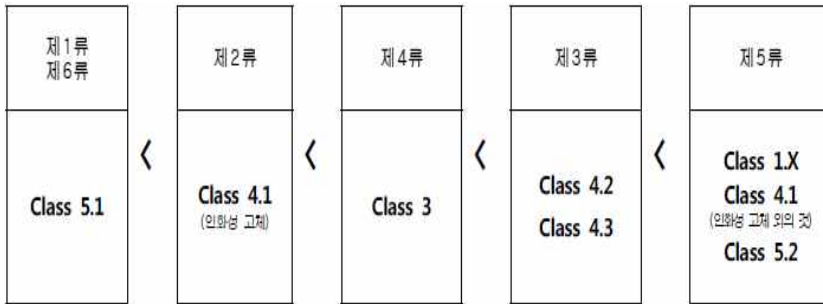 제1류
제6류
Class 5.1
<
제2류
Class 4.1
(인화성 고체)
<
제4류
Class 3
<
제3류
Class 4.2
Class 4.3
<
제5류
Class 1.X
Class 4.1
(인화성 고체 외의 것)
Class 5.2